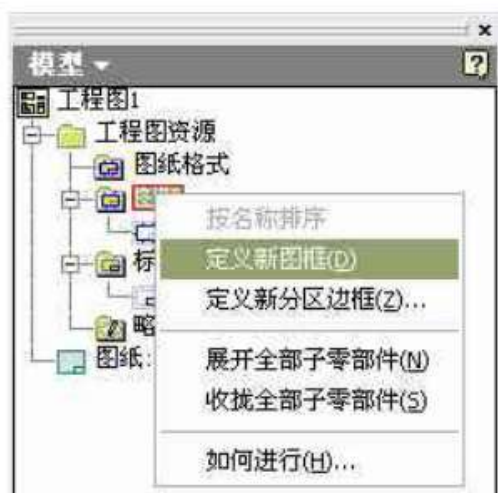 模型
工程图1
工程图资源
图纸格式
按名称排序
定义新图框(D)
标
定义新分区边框(Z)...
略
图纸:
展开全部子零部件(N)
收拢全部子零部件(S)
如何进行(H)...